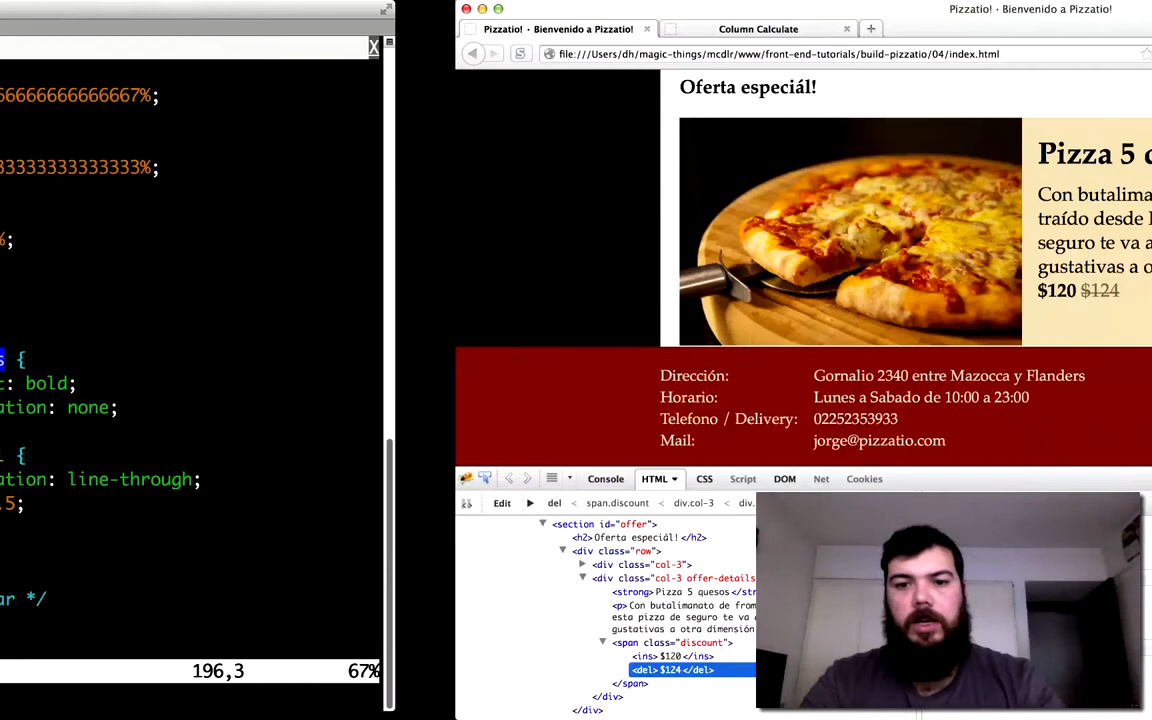 X
66666666666667%;
33333333333333%;
%;
s {
t: bold;
ation: none;
l {
ation: line-through;
.5;
ar */
196,3 67%
Pizzatio! · Bienvenido a Pizzatio!
Pizzatio! · Bienvenido a Pizzatio! × Column Calculate × +
S file:///Users/dh/magic-things/mcdlr/www/front-end-tutorials/build-pizzatio/04/index.html
Oferta especiál!
Pizza 5 c
Con butalima
traído desde
seguro te va a
gustativas a o
$120 $124
Dirección: Gornalio 2340 entre Mazocca y Flanders
Horario: Lunes a Sabado de 10:00 a 23:00
Telefono / Delivery: 02252353933
Mail: jorge@pizzatio.com
Console HTML CSS Script DOM Net Cookies
Edit del < span.discount < div.col-3 < div.
<section id="offer">
<h2>Oferta especiál!</h2>
<div class="row">
<div class="col-3">
<div class="col-3 offer-details
<strong>Pizza 5 quesos</str
<p>Con butalimanato de from
esta pizza de seguro te va a
gustativas a otra dimensión
<span class="discount">
<ins>$120</ins>
<del>$124</del>
</span>
</div>
</div>